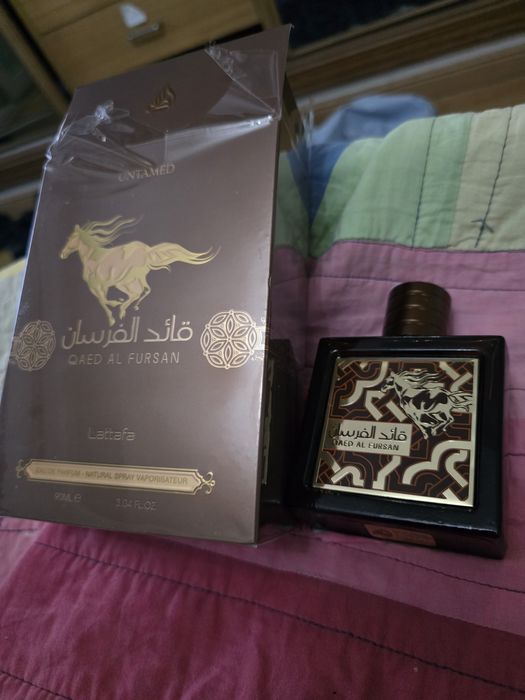 UNTAMED
قائد الفرسان
QAED AL FURSAN
Lattafa
EAU DE PARFUM - NATURAL SPRAY VAPORISATEUR
90ML e 3.04 FL.OZ
قائد الفرسان
QAED AL FURSAN